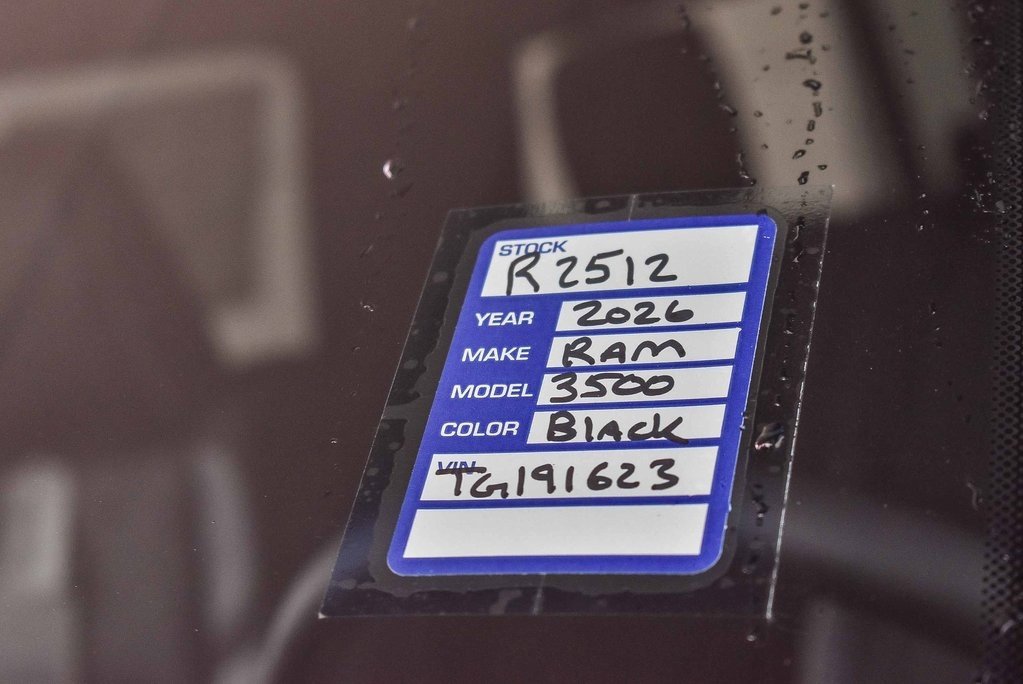 STOCK
R2512
YEAR 2026
MAKE RAM
MODEL 3500
COLOR Black
VIN
TG191623